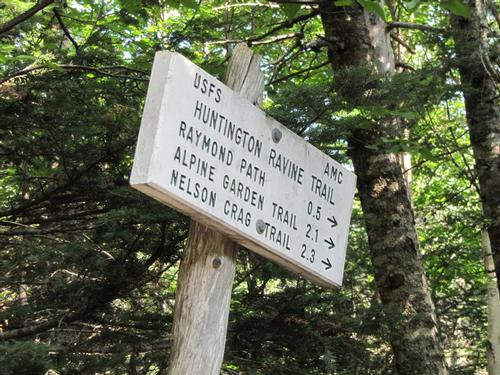 USFS AMC
HUNTINGTON RAVINE TRAIL
RAYMOND PATH 0.5 →
ALPINE GARDEN TRAIL 2.1 →
NELSON CRAG TRAIL 2.3 →